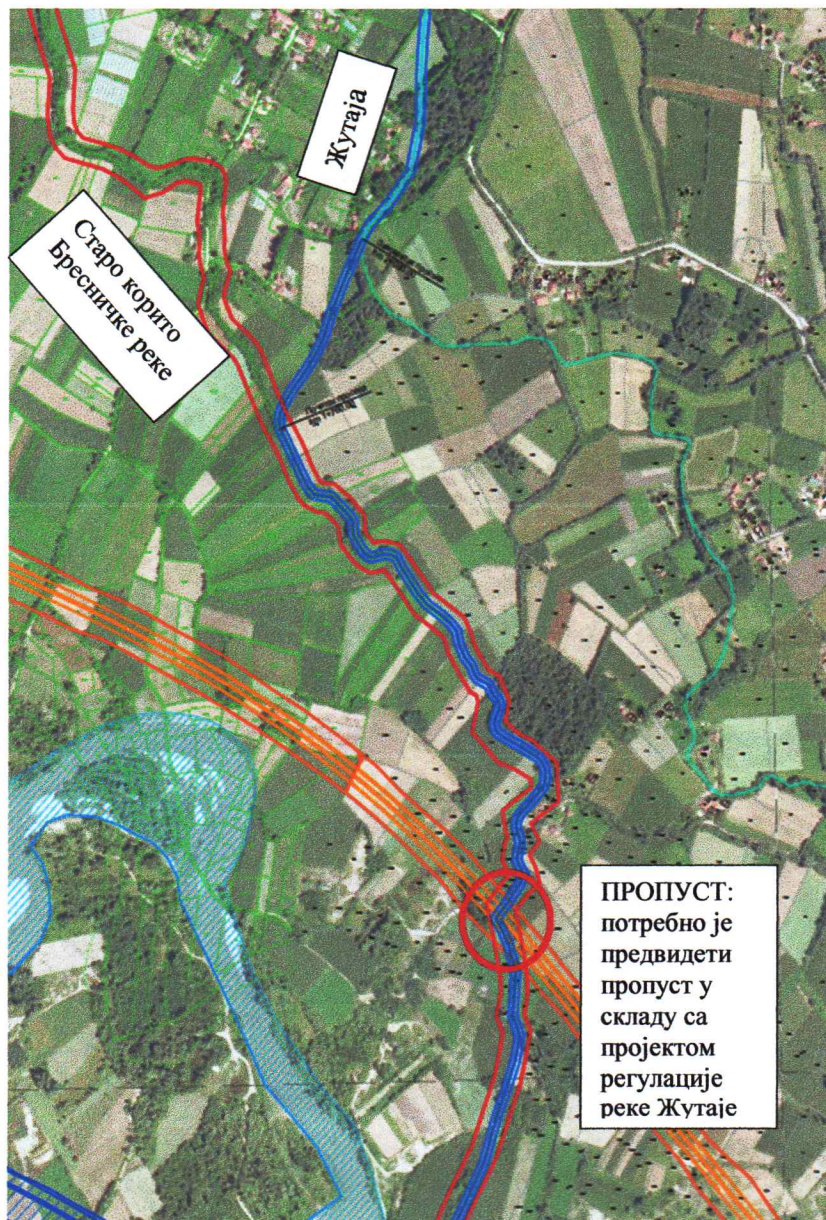 Жутаја
Старо корито
Бресничке реке
ПРОПУСТ:
потребно је
предвидети
пропуст у
складу са
пројектом
регулације
реке Жутаје